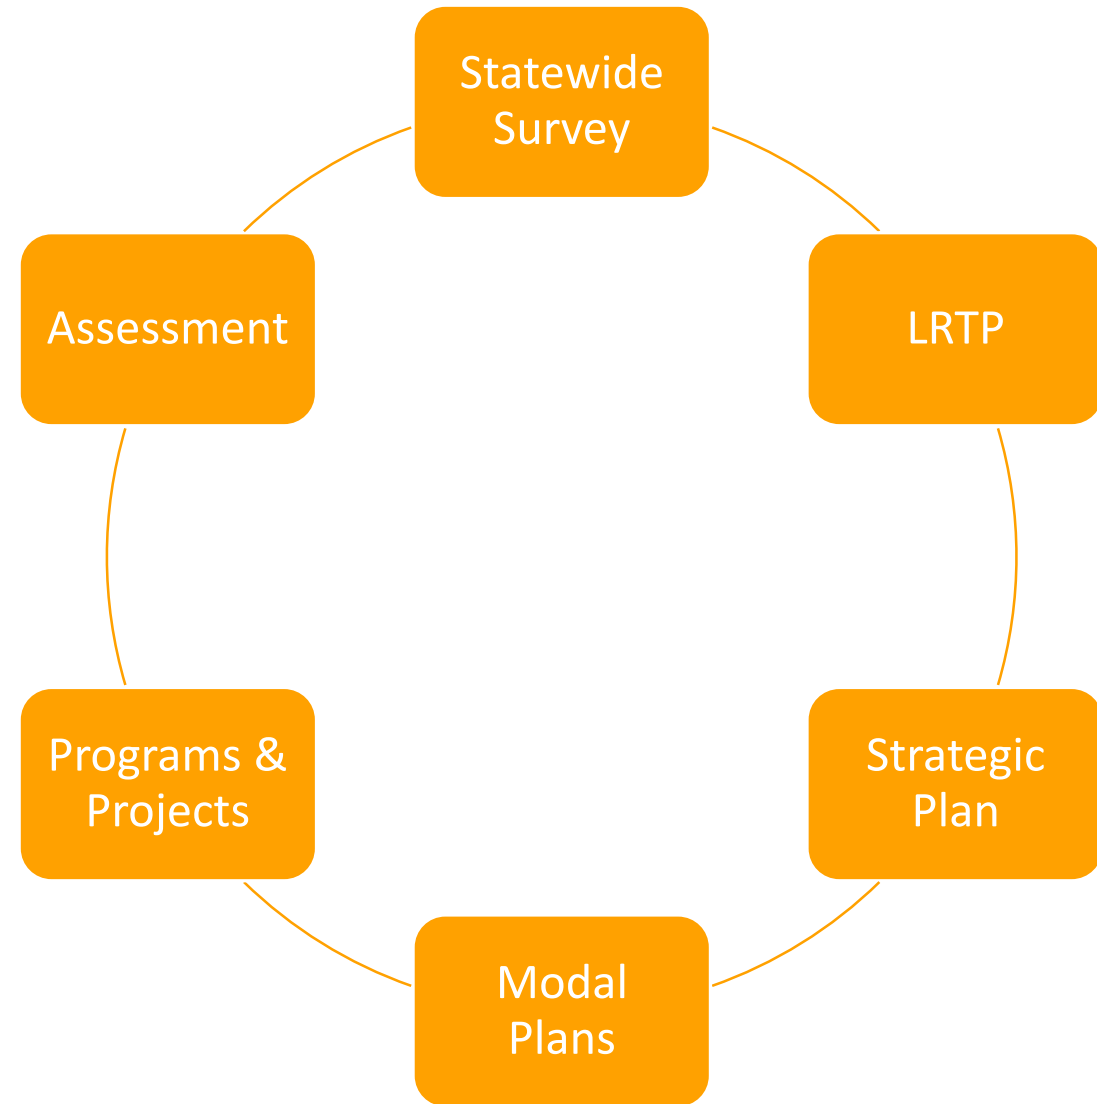 Statewide
Survey
LRTP
Strategic
Plan
Modal
Plans
Programs &
Projects
Assessment